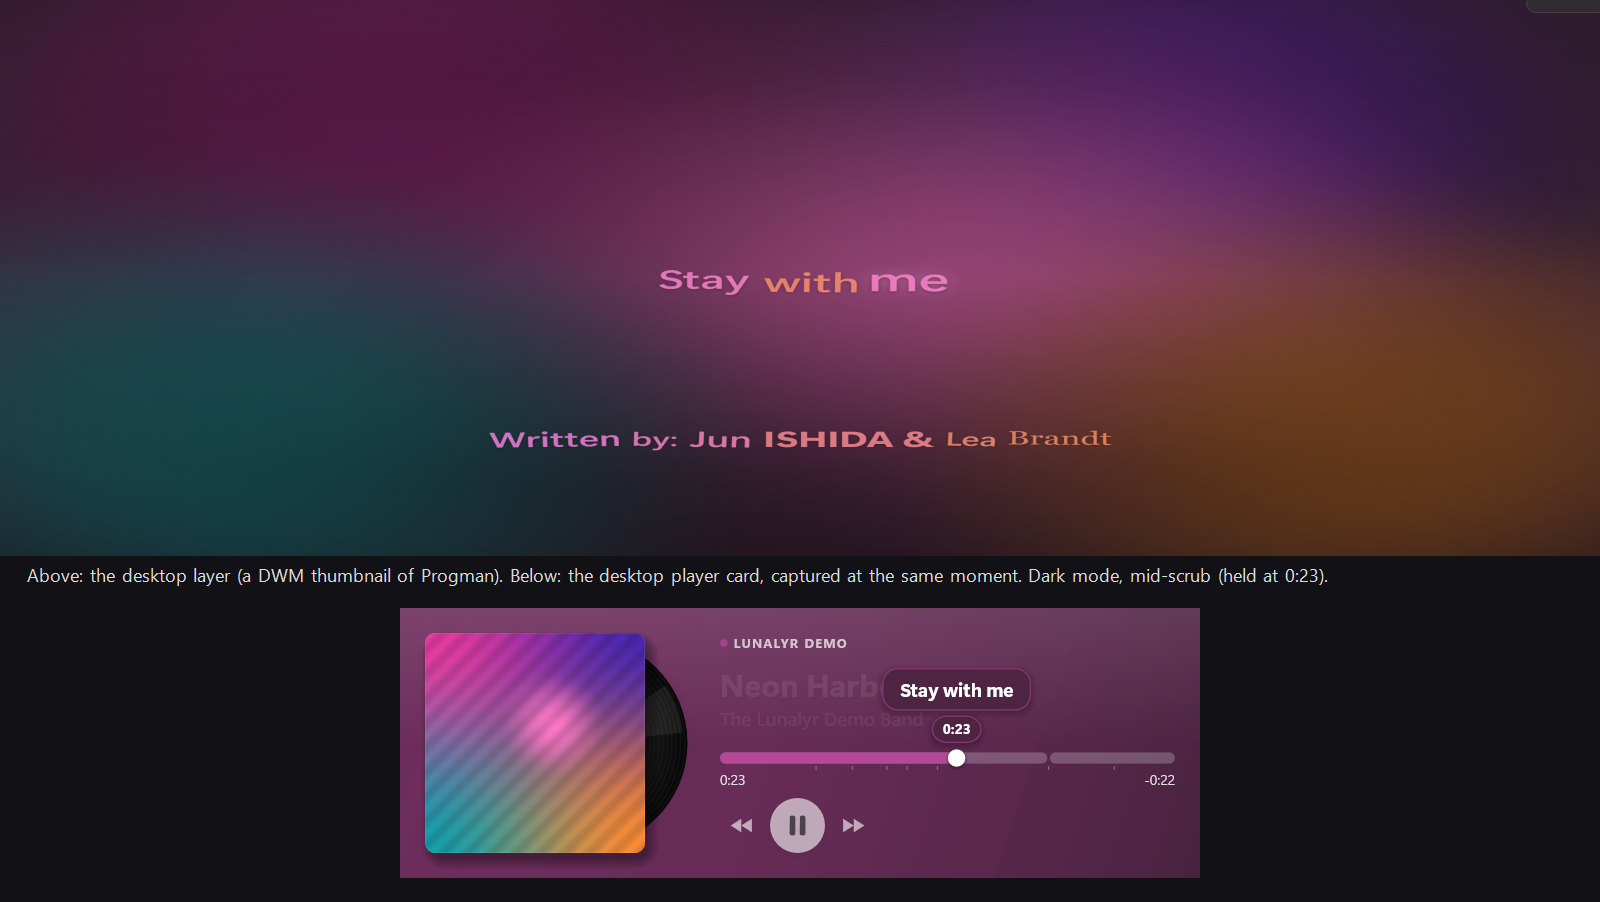 Stay with me
Written by: Jun ISHIDA & Lea Brandt
Above: the desktop layer (a DWM thumbnail of Progman). Below: the desktop player card, captured at the same moment. Dark mode, mid-scrub (held at 0:23).
LUNALYR DEMO
Neon Harb
Stay with me
The Lunalyr Demo Band
0:23
0:23
-0:22